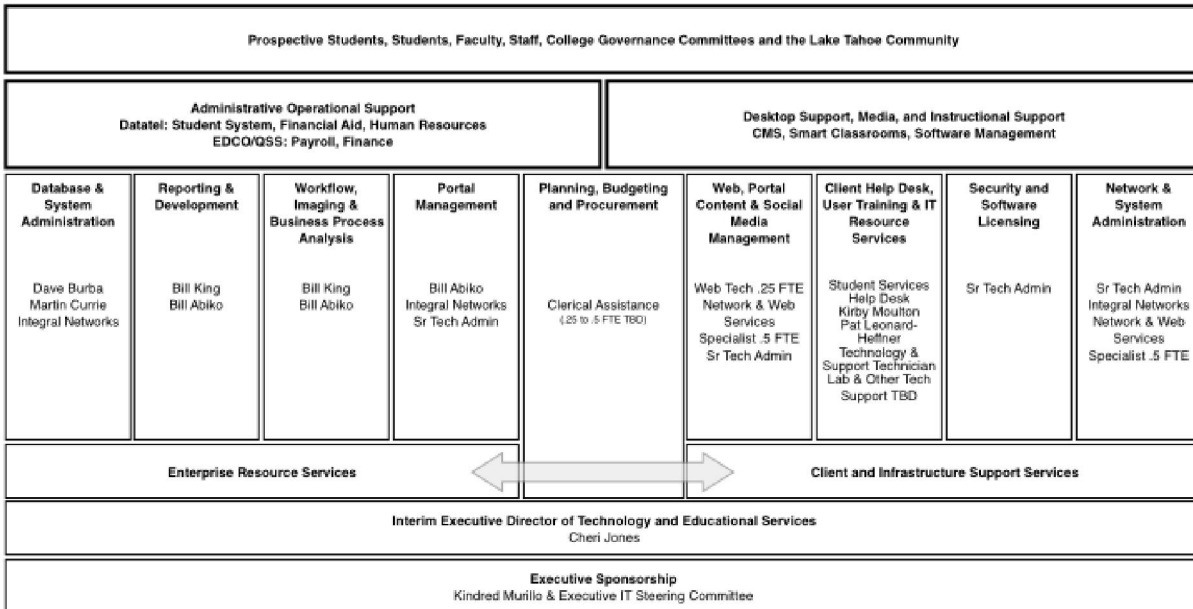 Prospective Students, Students, Faculty, Staff, College Governance Committees and the Lake Tahoe Community
Administrative Operational Support
Datatel: Student System, Financial Aid, Human Resources
EDCO/QSS: Payroll, Finance
Desktop Support, Media, and Instructional Support
CMS, Smart Classrooms, Software Management
Database &
System
Administration
Dave Burba
Martin Currie
Integral Networks
Reporting &
Development
Bill King
Bill Abiko
Workflow,
Imaging &
Business Process
Analysis
Bill King
Bill Abiko
Portal
Management
Bill Abiko
Integral Networks
Sr Tech Admin
Planning, Budgeting
and Procurement
Clerical Assistance
(.25 to .5 FTE TBD)
Web, Portal
Content & Social
Media
Management
Web Tech .25 FTE
Network & Web
Services
Specialist .5 FTE
Sr Tech Admin
Client Help Desk,
User Training & IT
Resource
Services
Student Services
Help Desk
Kirby Moulton
Pat Leonard-
Heffner
Technology &
Support Technician
Lab & Other Tech
Support TBD
Security and
Software
Licensing
Sr Tech Admin
Network &
System
Administration
Sr Tech Admin
Integral Networks
Network & Web
Services
Specialist .5 FTE
Enterprise Resource Services
Client and Infrastructure Support Services
Interim Executive Director of Technology and Educational Services
Cheri Jones
Executive Sponsorship
Kindred Murillo & Executive IT Steering Committee